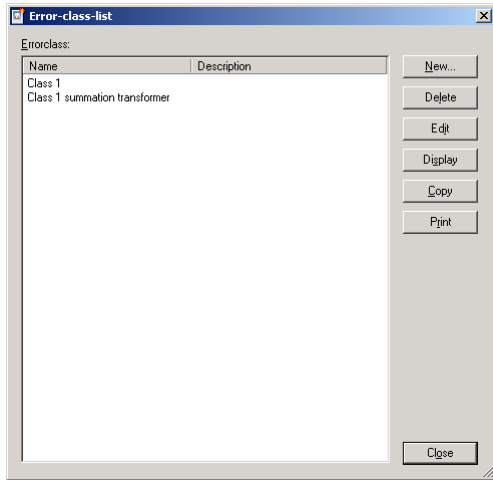 Error-class-list
Errorclass:
Name Description
Class 1
Class 1 summation transformer
New...
Delete
Edit
Display
Copy
Print
Close